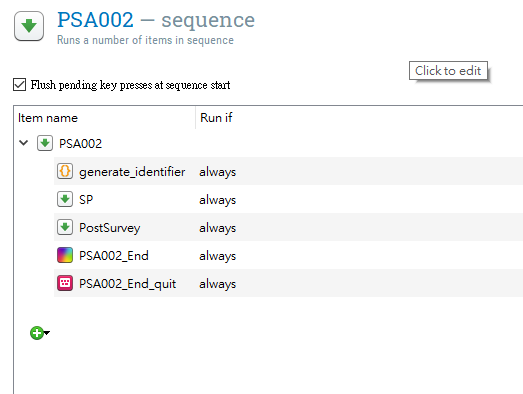 PSA002 — sequence
Runs a number of items in sequence
Click to edit
Flush pending key presses at sequence start
Item name Run if
PSA002
generate_identifier always
SP always
PostSurvey always
PSA002_End always
PSA002_End_quit always